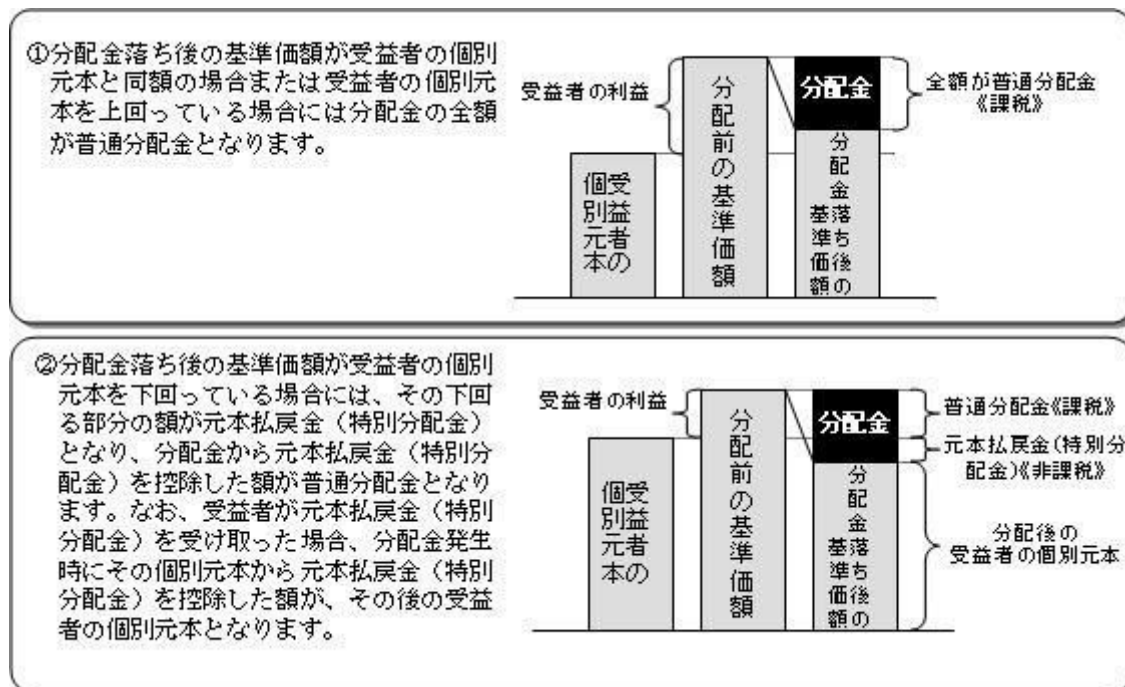 ①分配金落ち後の基準価額が受益者の個別
元本と同額の場合または受益者の個別元
本を上回っている場合には分配金の全額
が普通分配金となります。
受益者の利益
受益者の
個別元本
分配前の基準価額
分配金
分配金落ち後の
基準価額
全額が普通分配金
《課税》
②分配金落ち後の基準価額が受益者の個別
元本を下回っている場合には、その下回
る部分の額が元本払戻金（特別分配金）
となり、分配金から元本払戻金（特別分
配金）を控除した額が普通分配金となり
ます。なお、受益者が元本払戻金（特別
分配金）を受け取った場合、分配金発生
時にその個別元本から元本払戻金（特別
分配金）を控除した額が、その後の受益
者の個別元本となります。
受益者の利益
受益者の
個別元本
分配前の基準価額
分配金
分配金落ち後の
基準価額
普通分配金《課税》
元本払戻金(特別分
配金)《非課税》
分配後の
受益者の個別元本